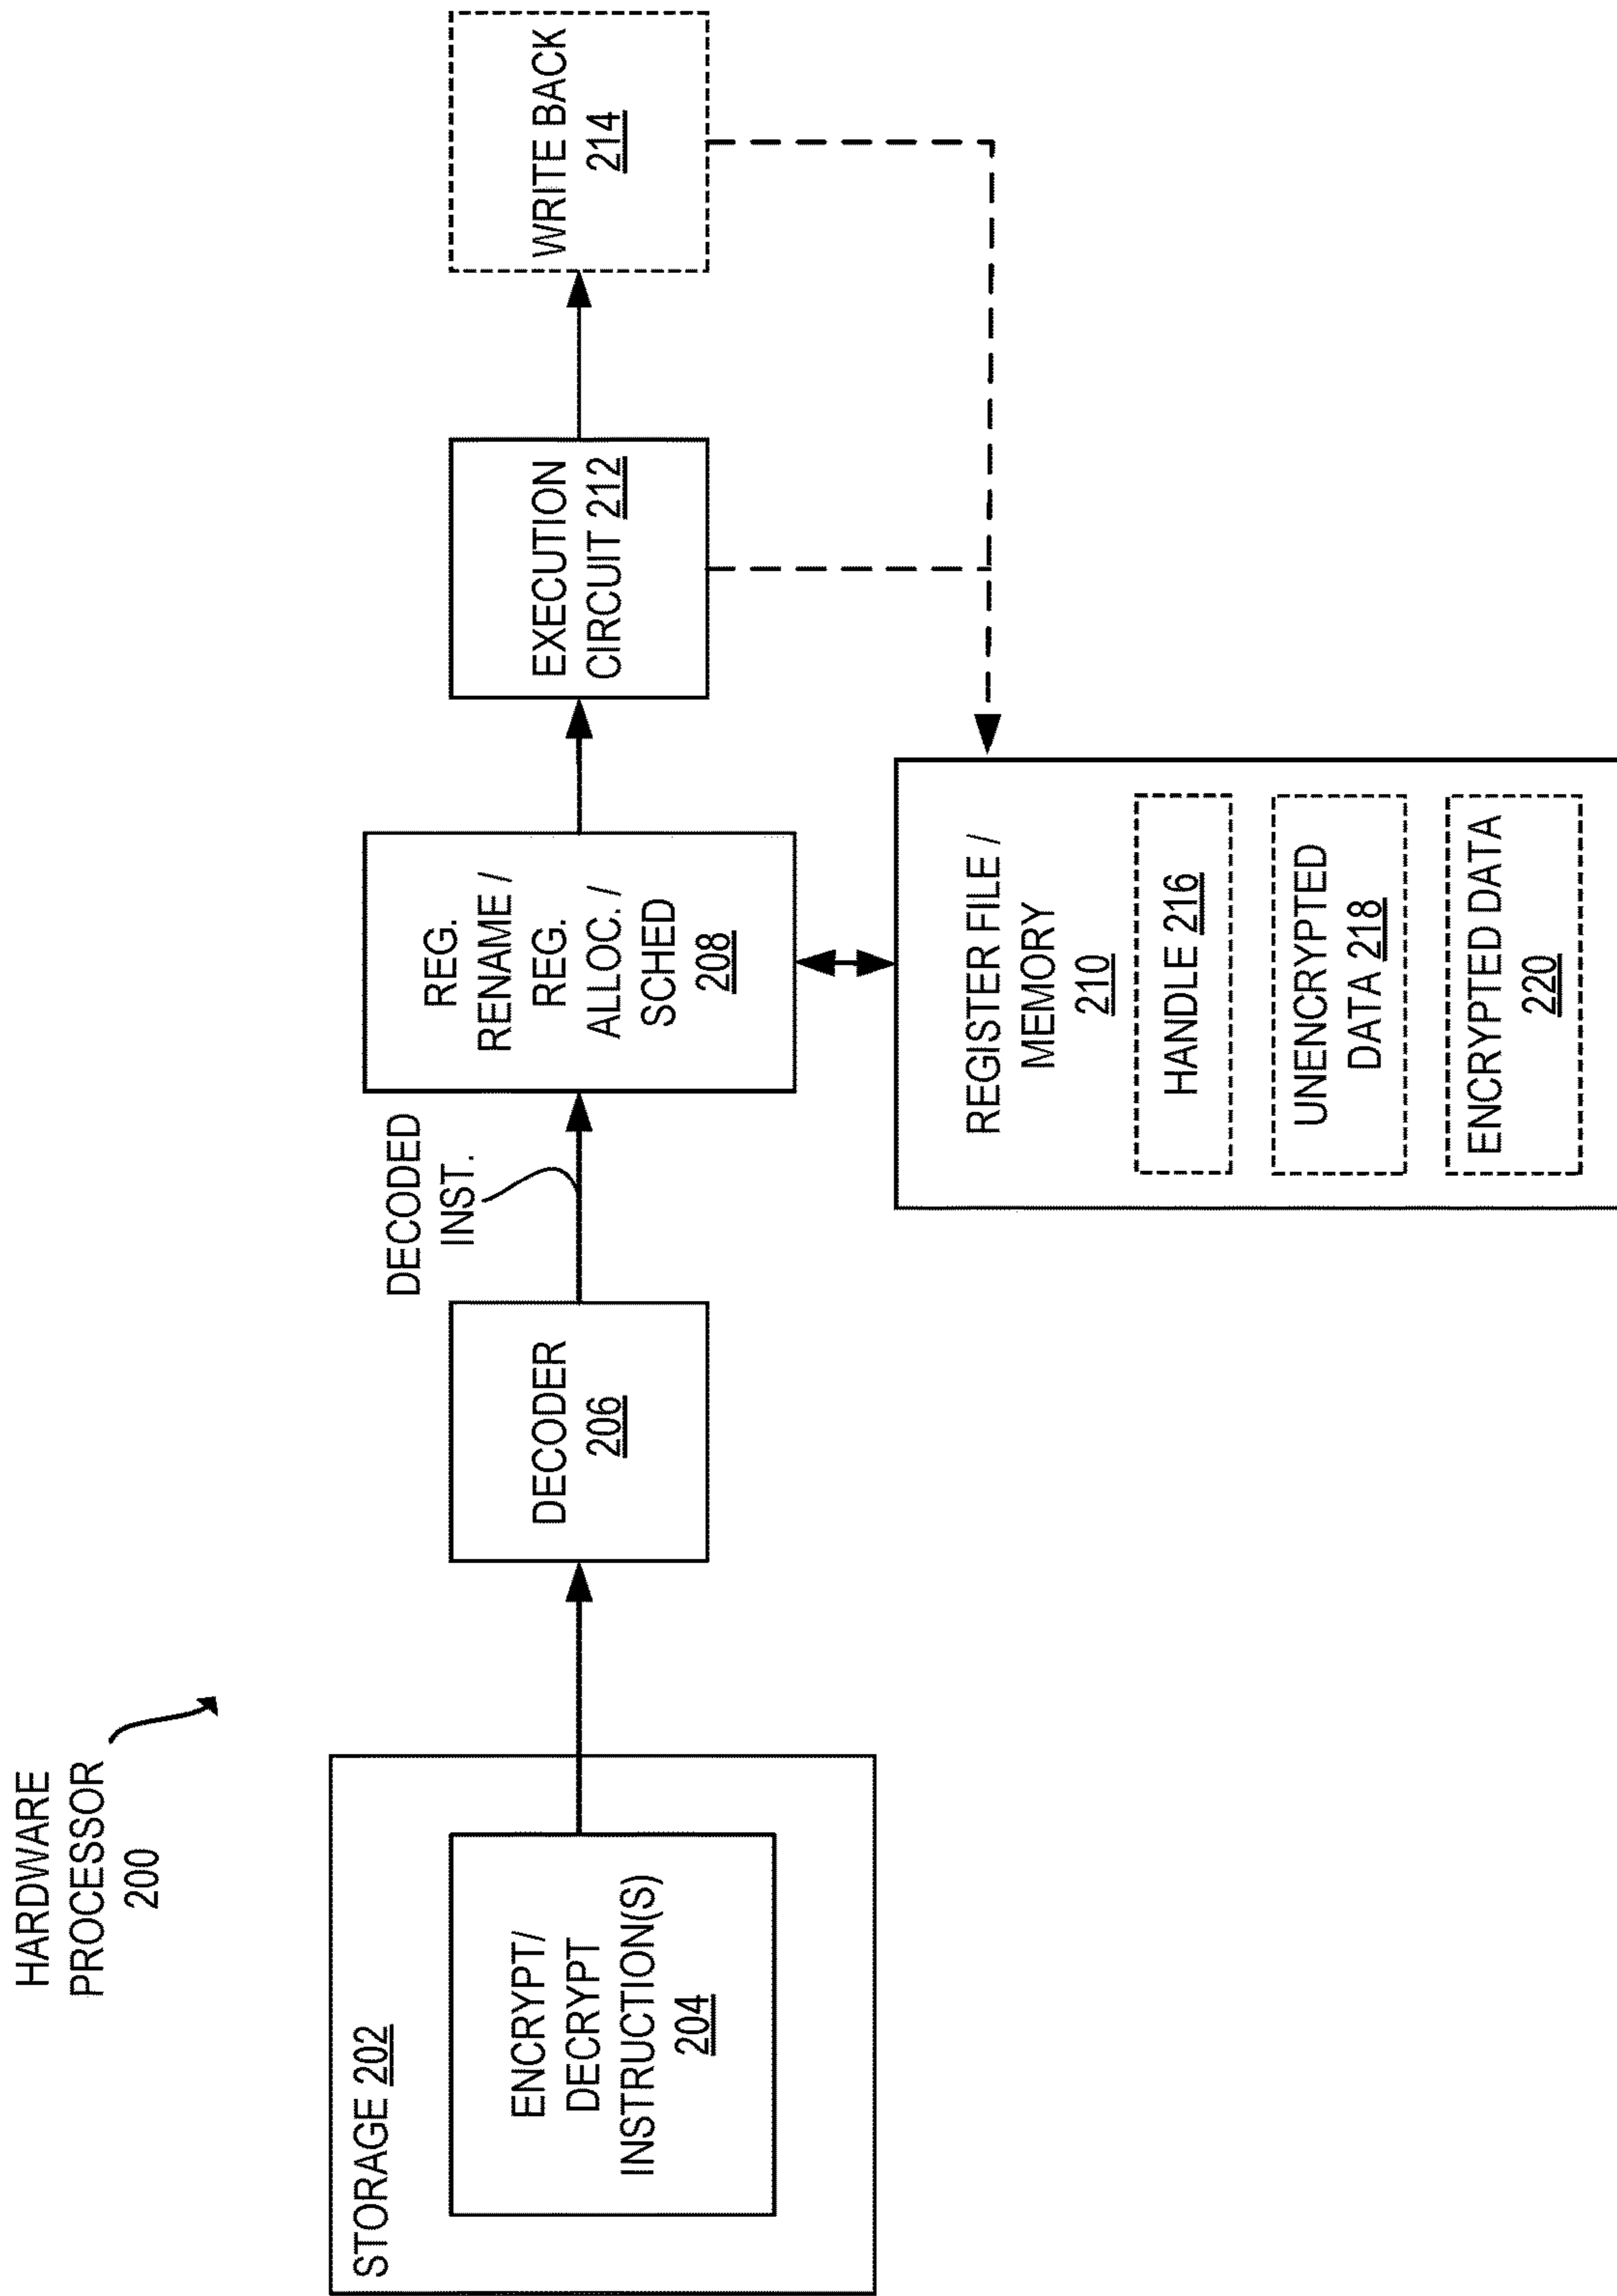 HARDWARE
PROCESSOR
200
STORAGE 202
ENCRYPT/
DECRYPT
INSTRUCTION(S)
204
DECODER
206
DECODED
INST.
REG.
RENAME /
REG.
ALLOC. /
SCHED
208
EXECUTION
CIRCUIT 212
WRITE BACK
214
REGISTER FILE /
MEMORY
210
HANDLE 216
UNENCRYPTED
DATA 218
ENCRYPTED DATA
220